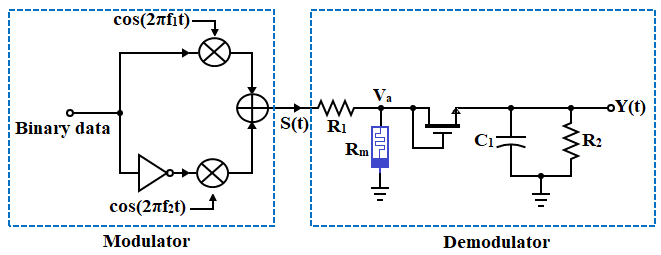 cos(2πf₁t)
Binary data
cos(2πf₂t)
Modulator
S(t)
R₁
Vₐ
Rₘ
C₁
R₂
Y(t)
Demodulator